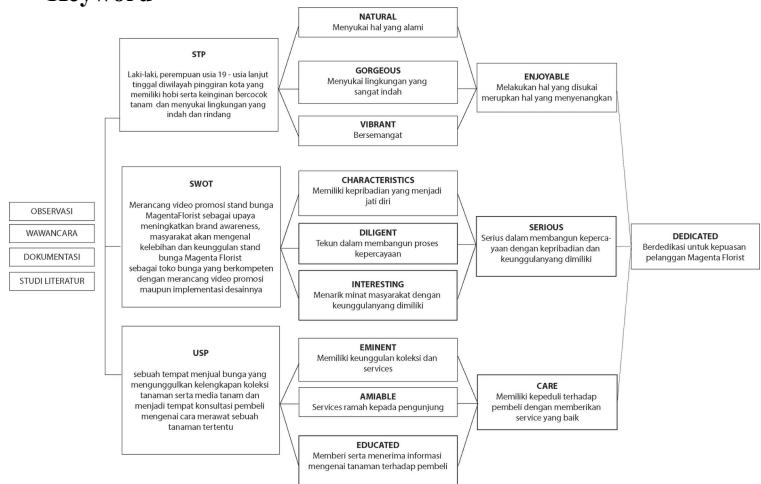 Keyword
OBSERVASI
WAWANCARA
DOKUMENTASI
STUDI LITERATUR
STP
Laki-laki, perempuan usia 19 - usia lanjut
tinggal diwilayah pinggiran kota yang
memiliki hobi serta keinginan bercocok
tanam dan menyukai lingkungan yang
indah dan rindang
SWOT
Merancang video promosi stand bunga
MagentaFlorist sebagai upaya
meningkatkan brand awareness,
masyarakat akan mengenal
kelebihan dan keunggulan stand
bunga Magenta Florist
sebagai toko bunga yang berkompeten
dengan merancang video promosi
maupun implementasi desainnya
USP
sebuah tempat menjual bunga yang
mengunggulkan kelengkapan koleksi
tanaman serta media tanam dan
menjadi tempat konsultasi pembeli
mengenai cara merawat sebuah
tanaman tertentu
NATURAL
Menyukai hal yang alami
GORGEOUS
Menyukai lingkungan yang
sangat indah
VIBRANT
Bersemangat
CHARACTERISTICS
Memiliki kepribadian yang menjadi
jati diri
DILIGENT
Tekun dalam membangun proses
kepercayaan
INTERESTING
Menarik minat masyarakat dengan
keunggulanyang dimiliki
EMINENT
Memiliki keunggulan koleksi dan
services
AMIABLE
Services ramah kepada pengunjung
EDUCATED
Memberi serta menerima informasi
mengenai tanaman terhadap pembeli
ENJOYABLE
Melakukan hal yang disukai
merupkan hal yang menyenangkan
SERIOUS
Serius dalam membangun keperca-
yaan dengan kepribadian dan
keunggulanyang dimiliki
CARE
Memiliki kepeduli terhadap
pembeli dengan memberikan
service yang baik
DEDICATED
Berdedikasi untuk kepuasan
pelanggan Magenta Florist